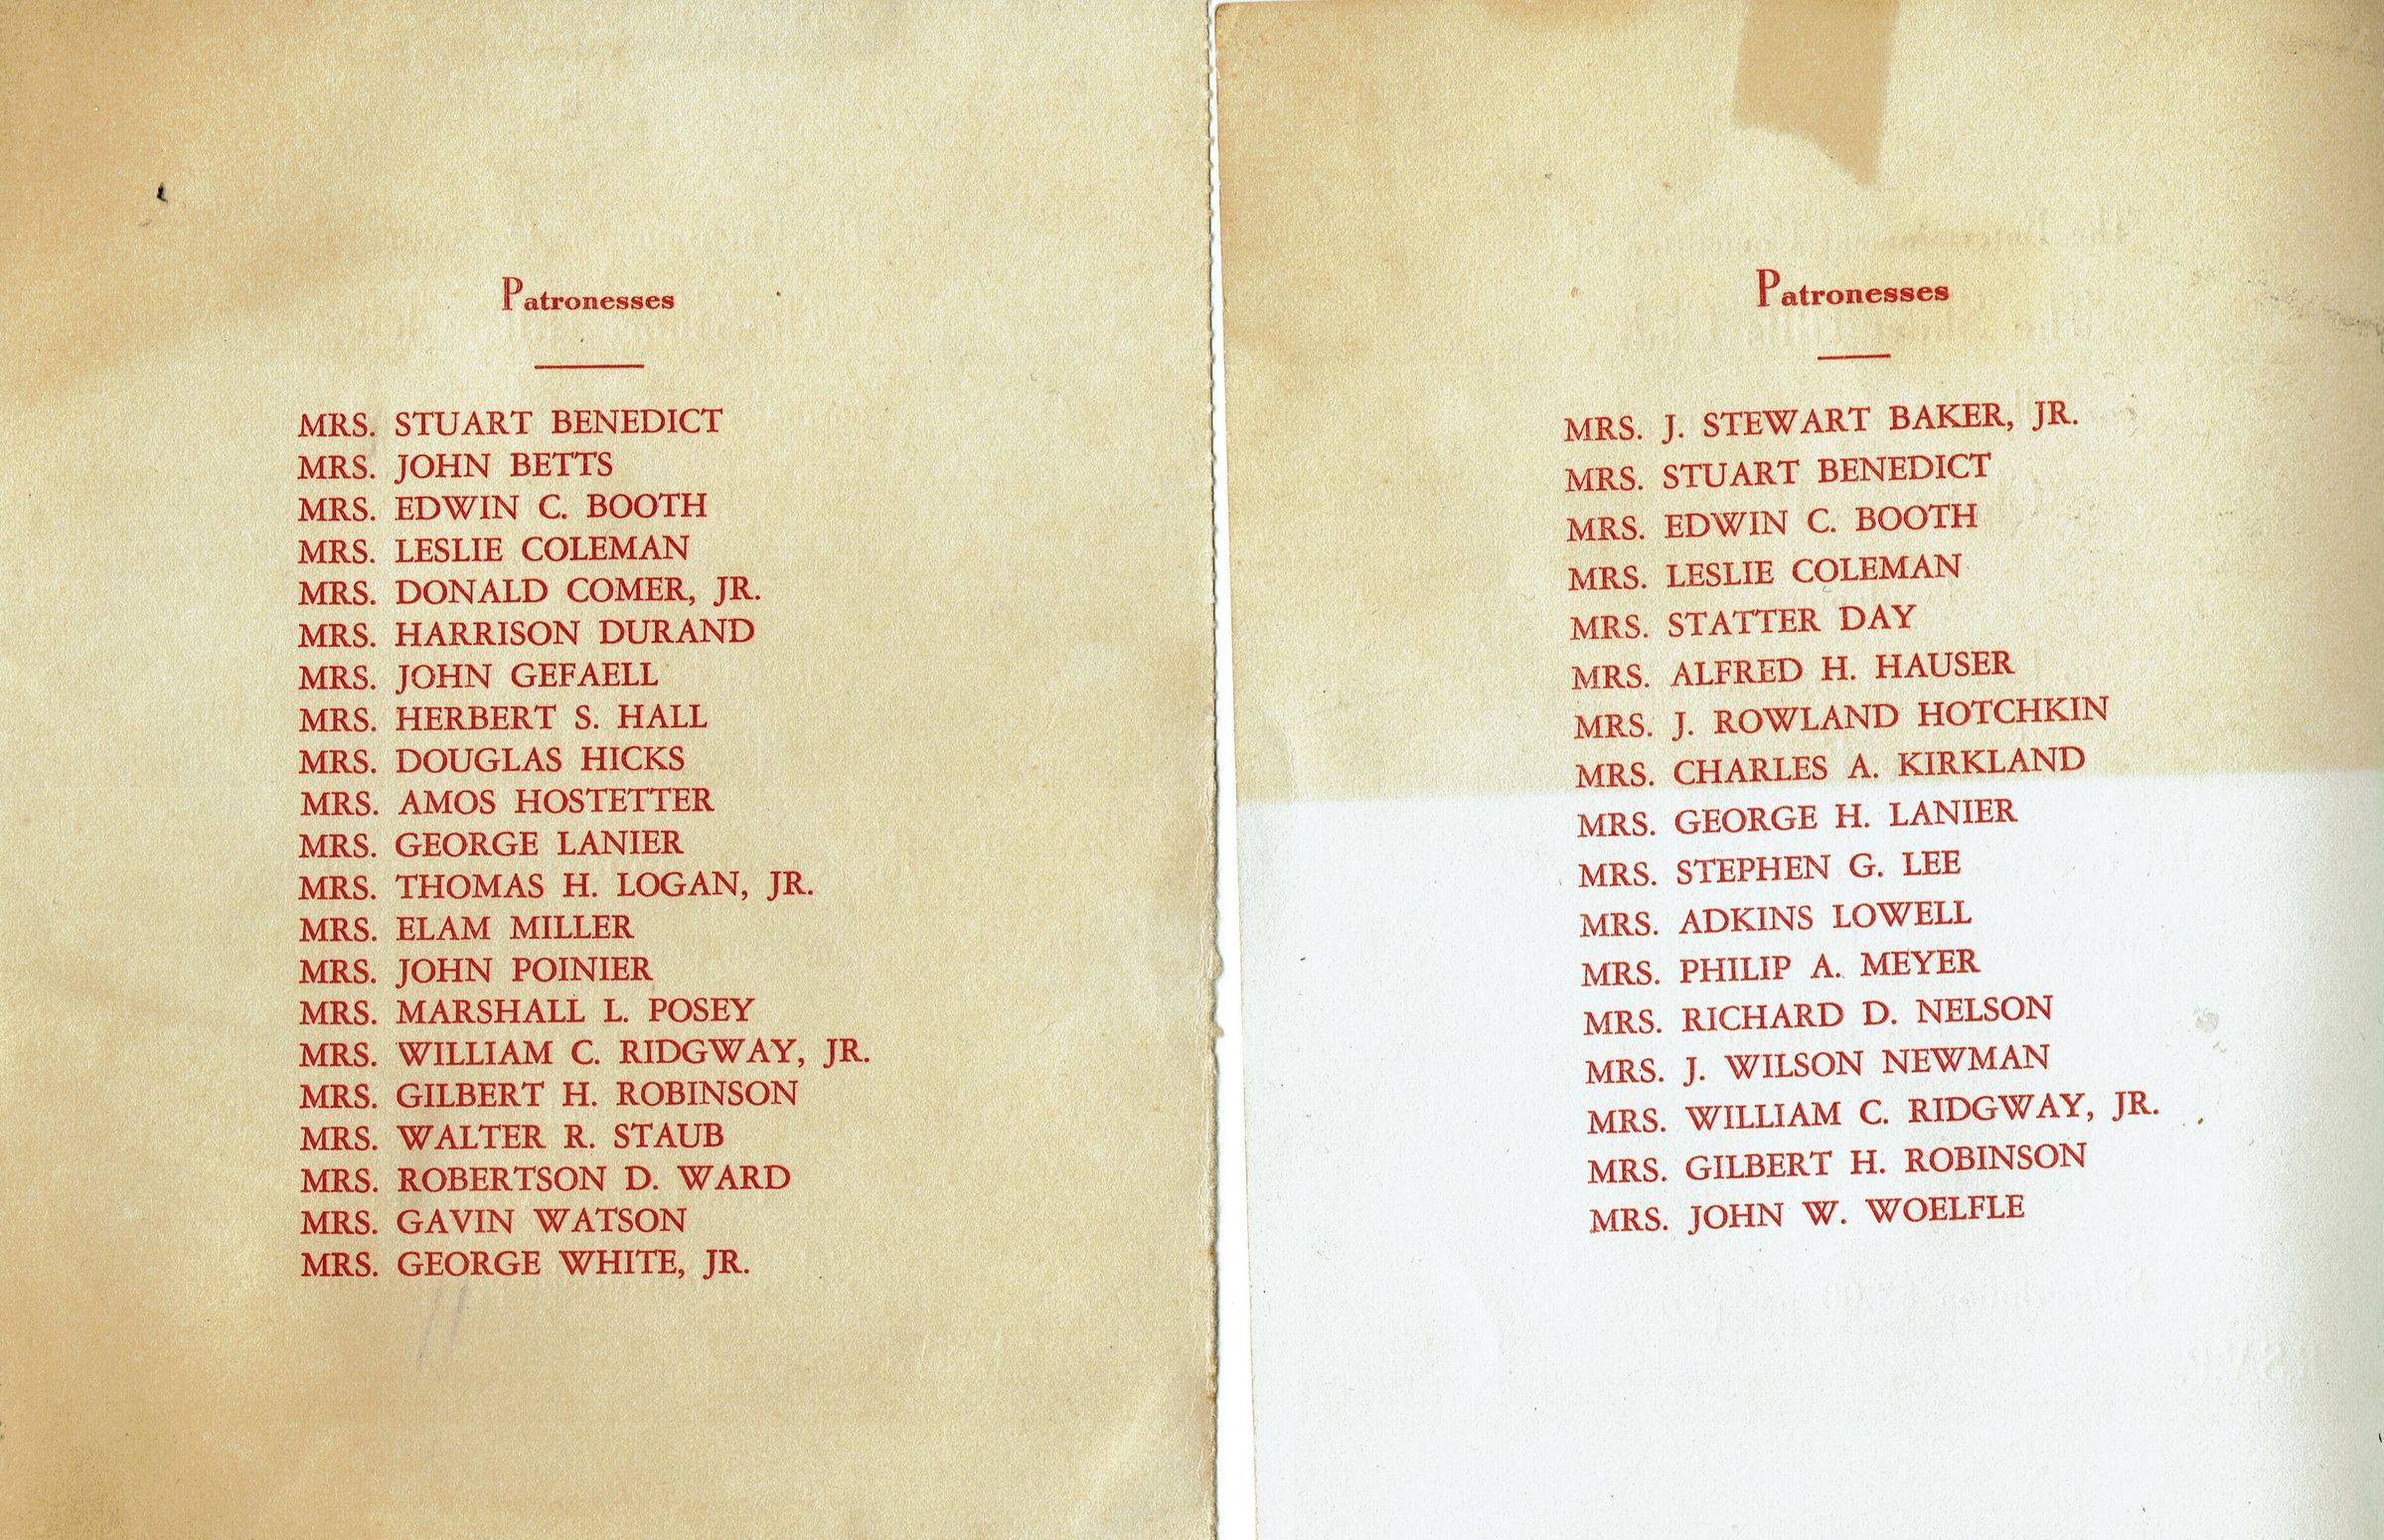 Patronesses
MRS. STUART BENEDICT
MRS. JOHN BETTS
MRS. EDWIN C. BOOTH
MRS. LESLIE COLEMAN
MRS. DONALD COMER, JR.
MRS. HARRISON DURAND
MRS. JOHN GEFAELL
MRS. HERBERT S. HALL
MRS. DOUGLAS HICKS
MRS. AMOS HOSTETTER
MRS. GEORGE LANIER
MRS. THOMAS H. LOGAN, JR.
MRS. ELAM MILLER
MRS. JOHN POINIER
MRS. MARSHALL L. POSEY
MRS. WILLIAM C. RIDGWAY, JR.
MRS. GILBERT H. ROBINSON
MRS. WALTER R. STAUB
MRS. ROBERTSON D. WARD
MRS. GAVIN WATSON
MRS. GEORGE WHITE, JR.
Patronesses
MRS. J. STEWART BAKER, JR.
MRS. STUART BENEDICT
MRS. EDWIN C. BOOTH
MRS. LESLIE COLEMAN
MRS. STATTER DAY
MRS. ALFRED H. HAUSER
MRS. J. ROWLAND HOTCHKIN
MRS. CHARLES A. KIRKLAND
MRS. GEORGE H. LANIER
MRS. STEPHEN G. LEE
MRS. ADKINS LOWELL
MRS. PHILIP A. MEYER
MRS. RICHARD D. NELSON
MRS. J. WILSON NEWMAN
MRS. WILLIAM C. RIDGWAY, JR.
MRS. GILBERT H. ROBINSON
MRS. JOHN W. WOELFLE